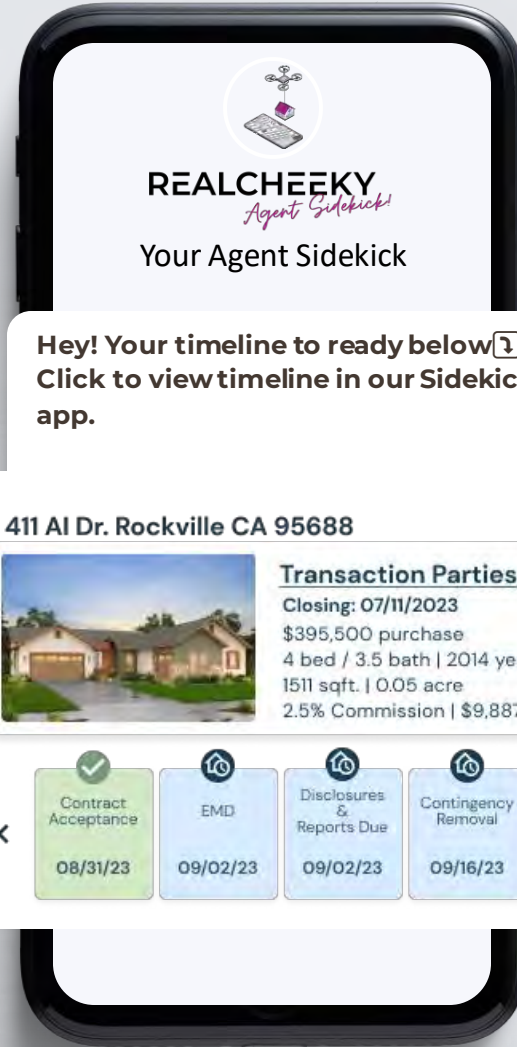 REALCHEEKY
Agent Sidekick!
Your Agent Sidekick
Hey! Your timeline to ready below
Click to view timeline in our Sidekic
app.
411 AI Dr. Rockville CA 95688
Transaction Parties
Closing: 07/11/2023
$395,500 purchase
4 bed / 3.5 bath | 2014 ye
1511 sqft. | 0.05 acre
2.5% Commission | $9,887
Contract
Acceptance
08/31/23
EMD
09/02/23
Disclosures
&
Reports Due
09/02/23
Contingency
Removal
09/16/23